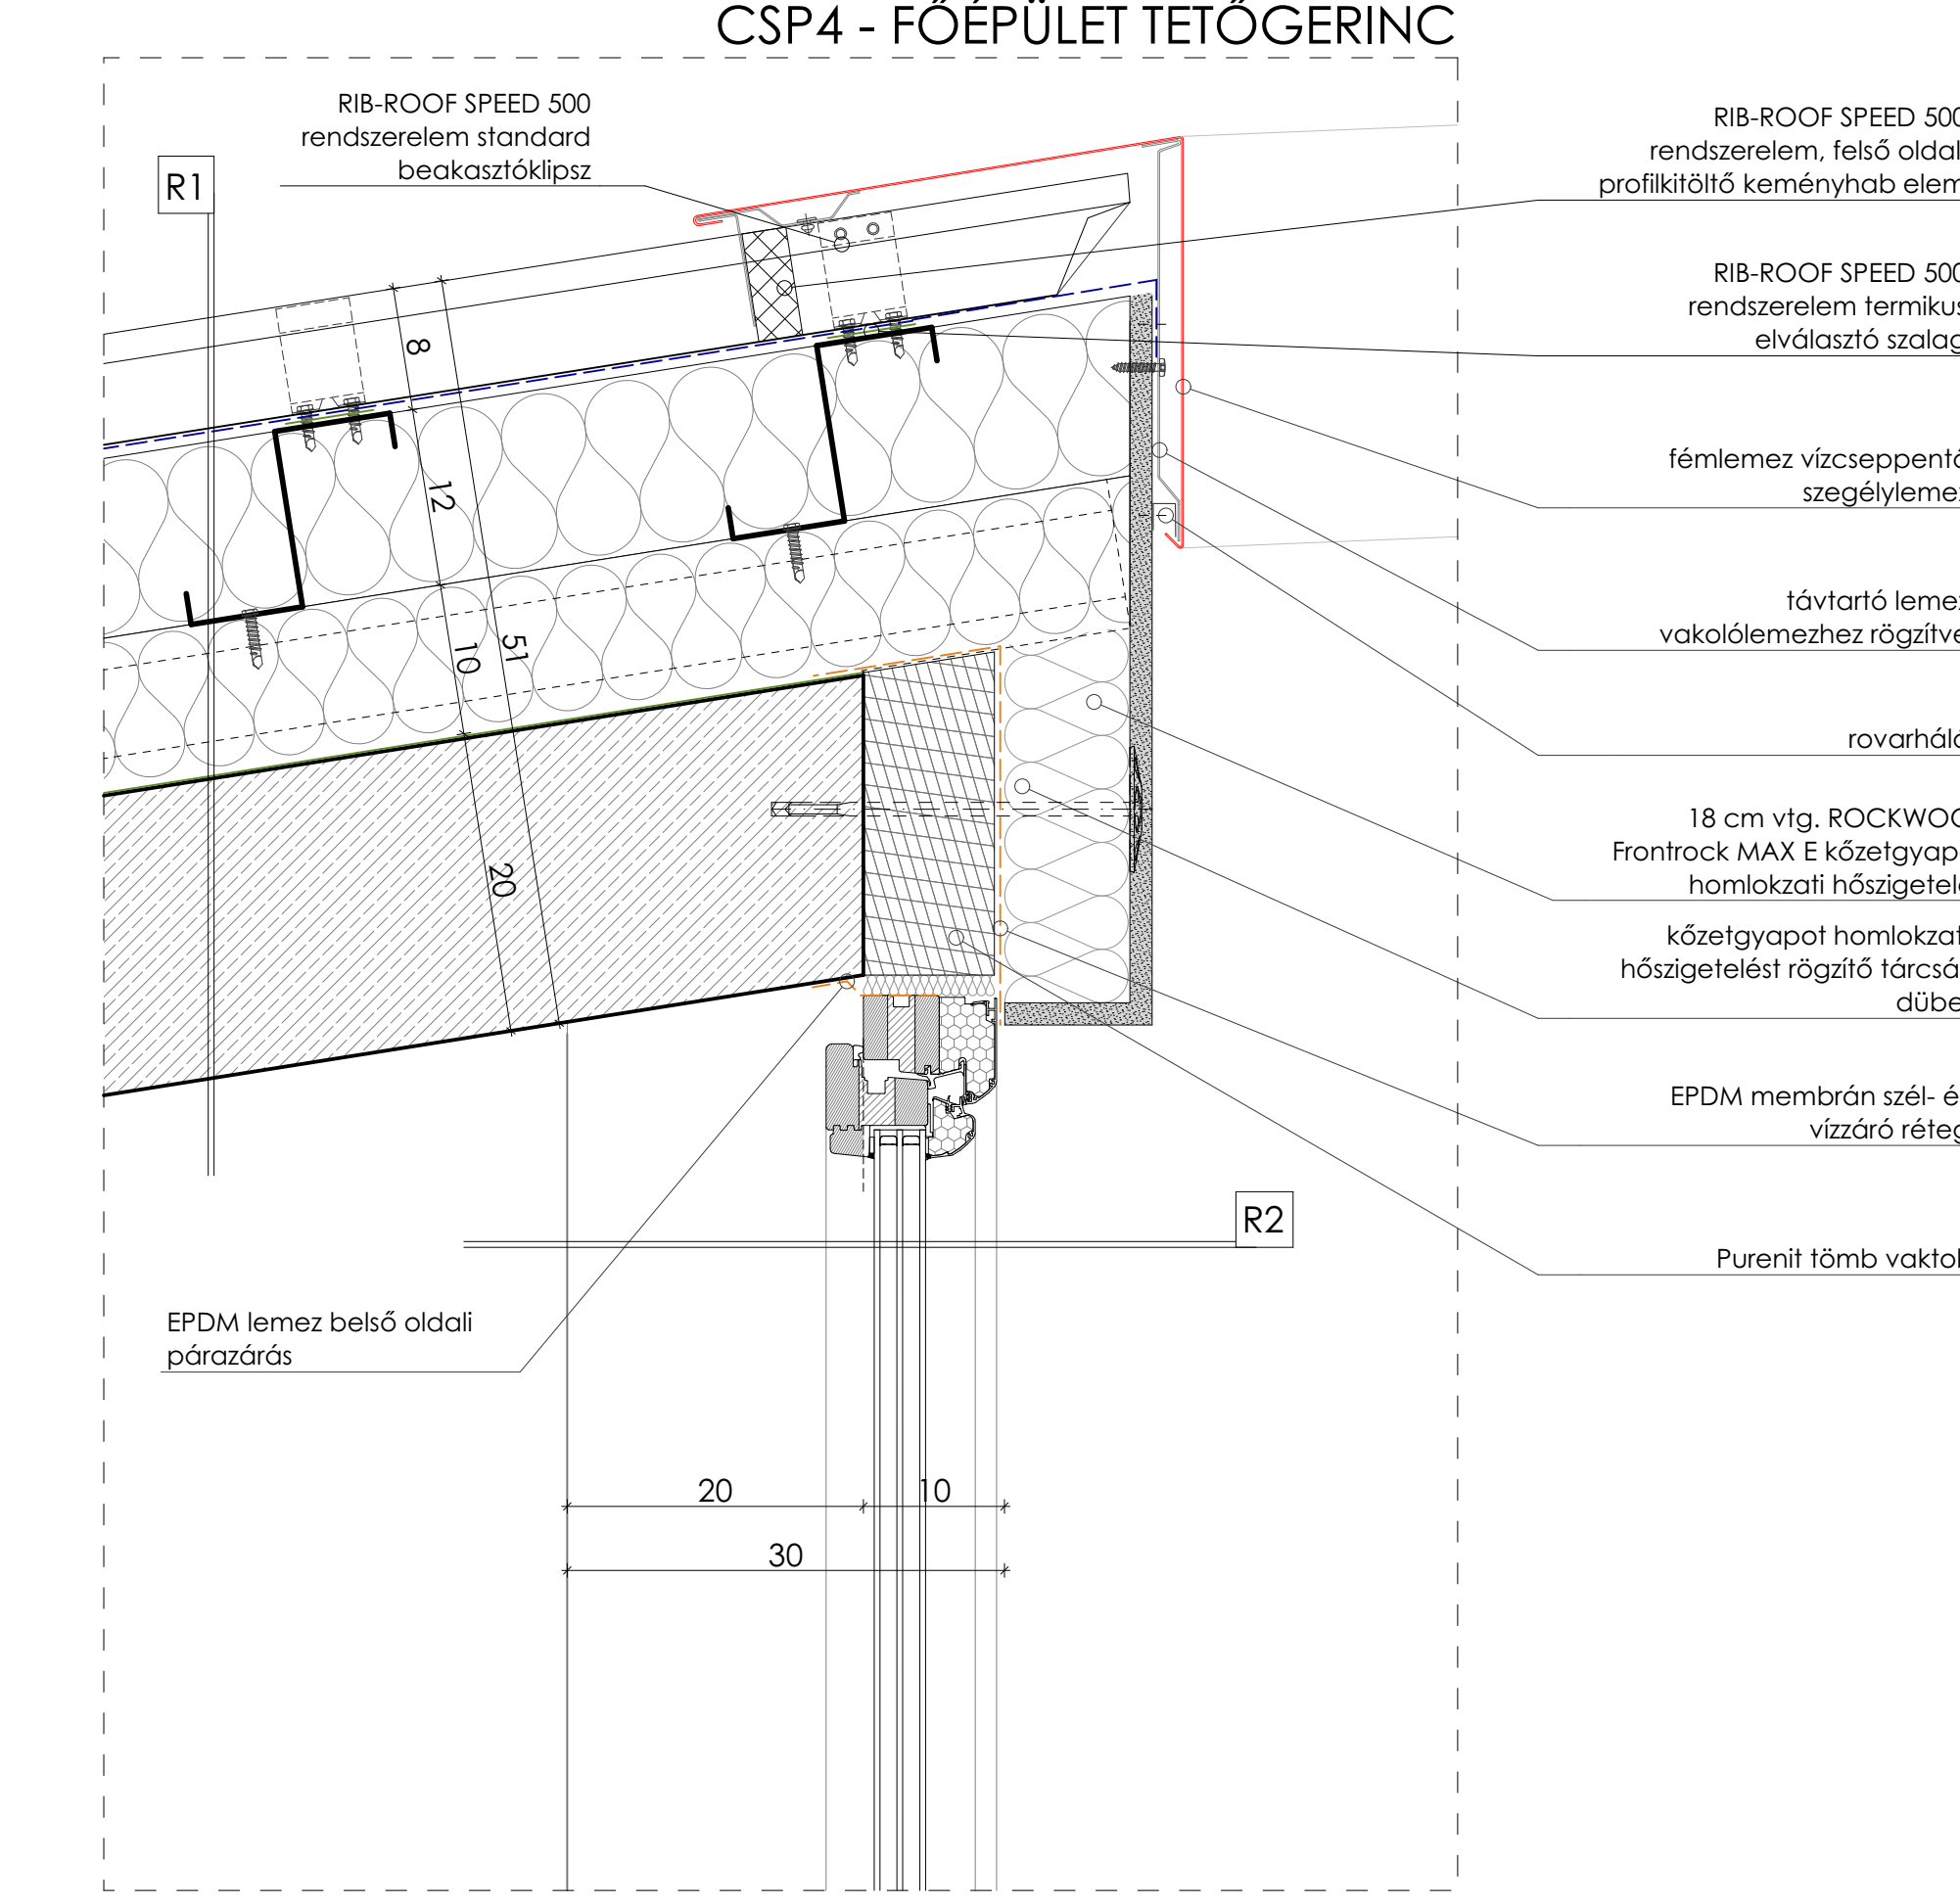 CSP4 - FŐÉPÜLET TETŐGERINC
RIB-ROOF SPEED 500
rendszerelem standard
beakasztóklipsz
R1
RIB-ROOF SPEED 500
rendszerelem, felső oldal
profilkitöltő keményhab elem
RIB-ROOF SPEED 500
rendszerelem termikus
elválasztó szalag
fémlemez vízcseppentő
szegélylemez
távtartó lemez
vakolólemezhez rögzítve
rovarháló
18 cm vtg. ROCKWOO
Frontrock MAX E kőzetgyap
homlokzati hőszigetelé
kőzetgyapot homlokzat
hőszigetelést rögzítő tárcsá
dübel
EPDM membrán szél- é
vízzáró réteg
Purenit tömb vaktok
8
12
10
51
20
R2
EPDM lemez belső oldali
párazárás
20
10
30